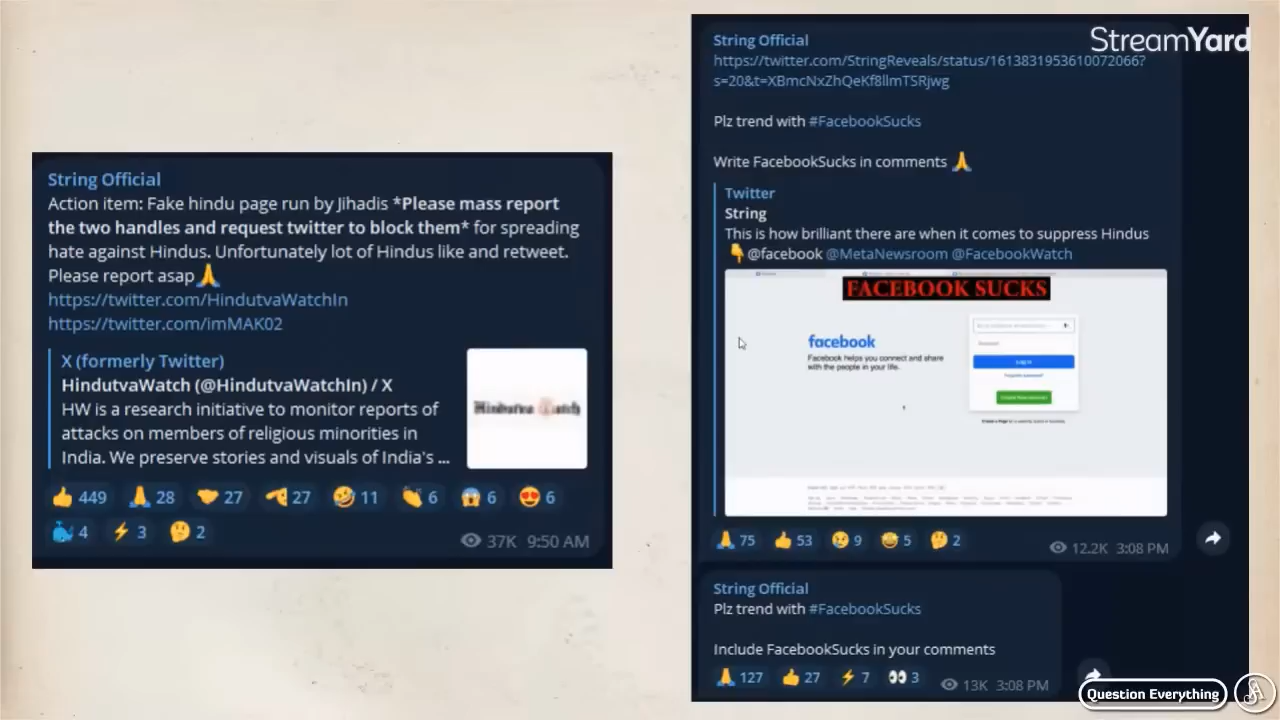 StreamYard
String Official
Action item: Fake hindu page run by Jihadis *Please mass report
the two handles and request twitter to block them* for spreading
hate against Hindus. Unfortunately lot of Hindus like and retweet.
Please report asap🙏
https://twitter.com/HindutvaWatchIn
https://twitter.com/imMAK02
X (formerly Twitter)
HindutvaWatch (@HindutvaWatchIn) / X
HW is a research initiative to monitor reports of
attacks on members of religious minorities in
India. We preserve stories and visuals of India's ...
Hindutva Watch
449 28 27 27 11 6 6 6
4 3 2
37K 9:50 AM
String Official
https://twitter.com/StringReveals/status/1613831953610072066?
s=20&t=XBmcNxZhQeKf8llmTSRjwg
Plz trend with #FacebookSucks
Write FacebookSucks in comments 🙏
Twitter
String
This is how brilliant there are when it comes to suppress Hindus
👇@facebook @MetaNewsroom @FacebookWatch
FACEBOOK SUCKS
facebook
Facebook helps you connect and share
with the people in your life.
Log In
75 53 9 5 2
12.2K 3:08 PM
String Official
Plz trend with #FacebookSucks
Include FacebookSucks in your comments
127 27 7 3
13K 3:08 PM
Question Everything